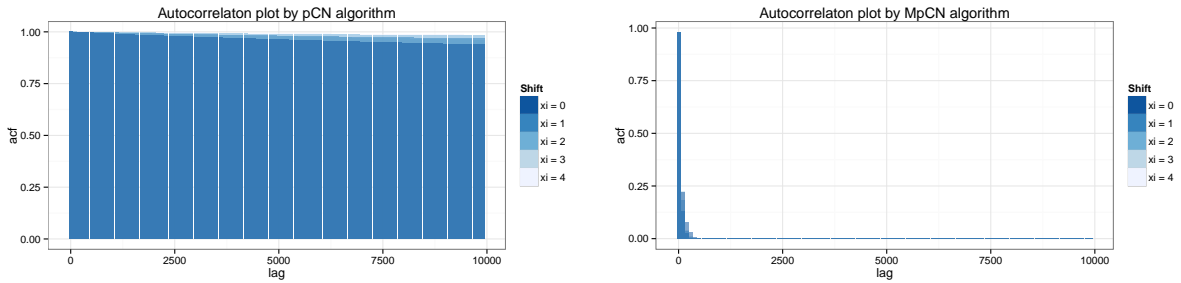 Autocorrelaton plot by pCN algorithm
1.00
0.75
0.50
0.25
0.00
acf
0 2500 5000 7500 10000
lag
Shift
xi = 0
xi = 1
xi = 2
xi = 3
xi = 4
Autocorrelaton plot by MpCN algorithm
1.00
0.75
0.50
0.25
0.00
acf
0 2500 5000 7500 10000
lag
Shift
xi = 0
xi = 1
xi = 2
xi = 3
xi = 4